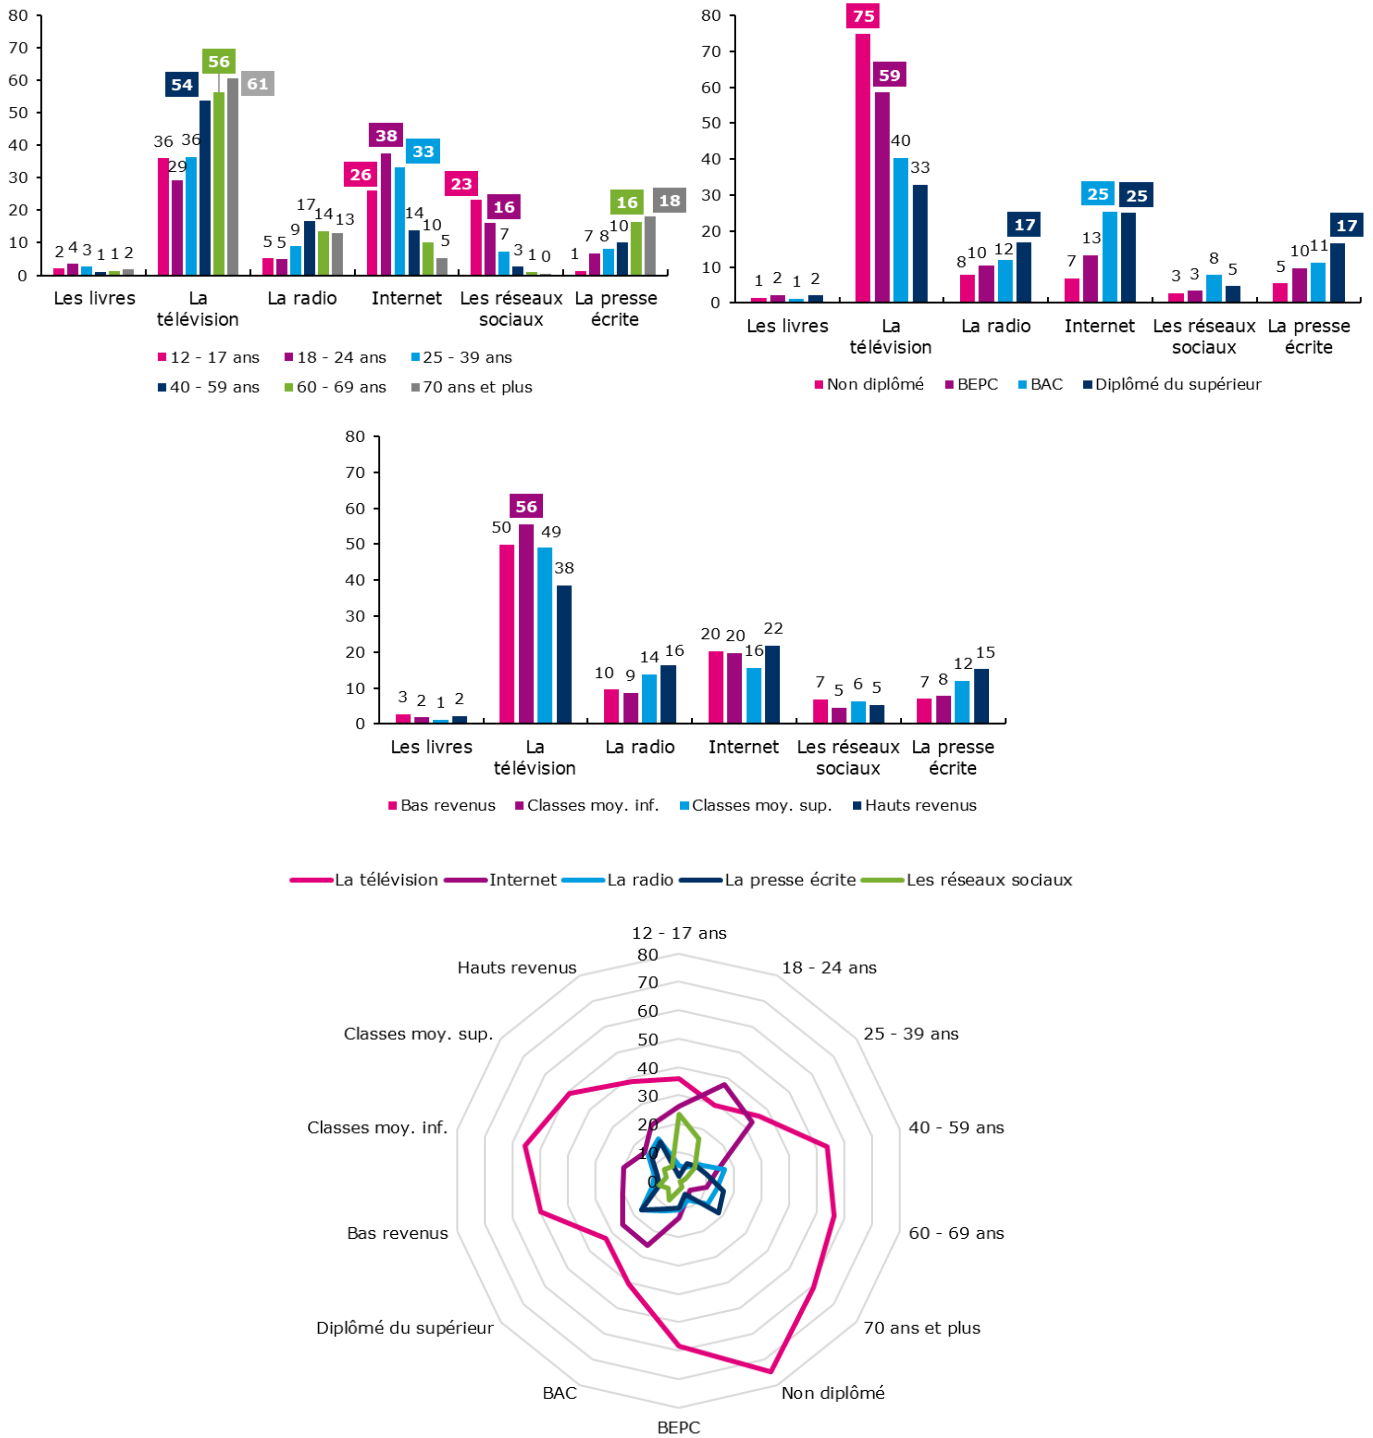 80
70
60
50
40
30
20
10
0
2 4 3 1 1 2
36 29 36 54 56 61
5 5 9 17 14 13
26 38 33 14 10 5
23 16 7 3 1 0
1 7 8 10 16 18
Les livres
La
télévision
La radio
Internet
Les réseaux
sociaux
La presse
écrite
12 - 17 ans 18 - 24 ans 25 - 39 ans
40 - 59 ans 60 - 69 ans 70 ans et plus
80
70
60
50
40
30
20
10
0
1 2 1 2
75 59 40 33
8 10 12 17
7 13 25 25
3 3 8 5
5 10 11 17
Les livres
La
télévision
La radio
Internet
Les réseaux
sociaux
La presse
écrite
Non diplômé BEPC BAC Diplômé du supérieur
80
70
60
50
40
30
20
10
0
3 2 1 2
50 56 49 38
10 9 14 16
20 20 16 22
7 5 6 5
7 8 12 15
Les livres
La
télévision
La radio
Internet
Les réseaux
sociaux
La presse
écrite
Bas revenus Classes moy. inf. Classes moy. sup. Hauts revenus
La télévision Internet La radio La presse écrite Les réseaux sociaux
12 - 17 ans
18 - 24 ans
25 - 39 ans
40 - 59 ans
60 - 69 ans
70 ans et plus
Non diplômé
BEPC
BAC
Diplômé du supérieur
Bas revenus
Classes moy. inf.
Classes moy. sup.
Hauts revenus
80
70
60
50
40
30
20
10
0